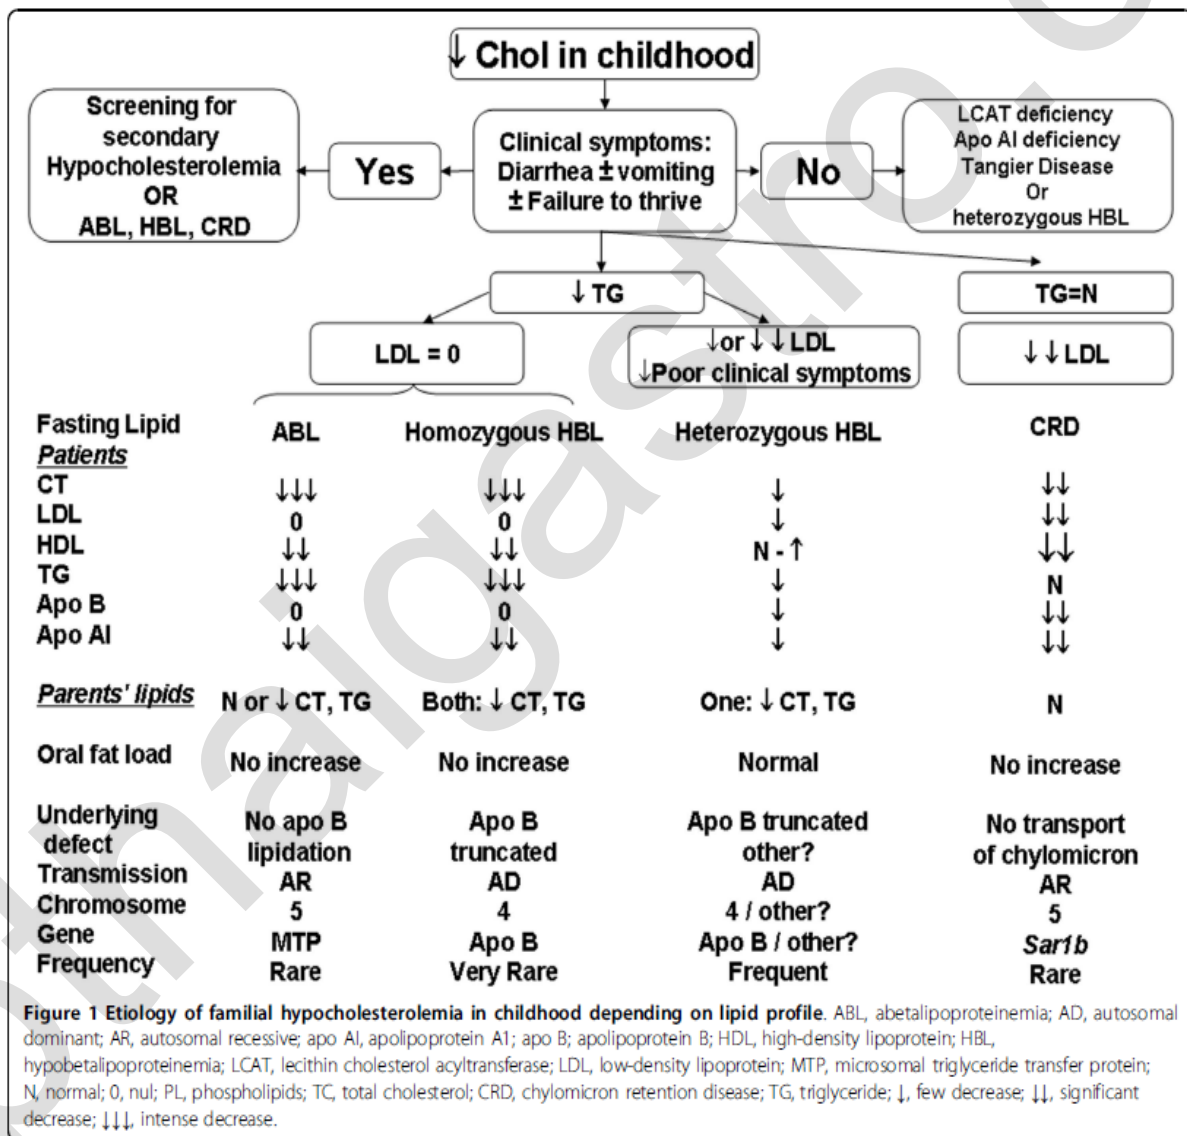 ↓ Chol in childhood
Screening for
secondary
Hypocholesterolemia
OR
ABL, HBL, CRD
Yes
Clinical symptoms:
Diarrhea ± vomiting
± Failure to thrive
No
LCAT deficiency
Apo AI deficiency
Tangier Disease
Or
heterozygous HBL
↓ TG
TG=N
LDL = 0
↓or ↓ ↓ LDL
↓Poor clinical symptoms
↓ ↓ LDL
Fasting Lipid ABL Homozygous HBL Heterozygous HBL CRD
Patients
CT ↓↓↓ ↓↓↓ ↓ ↓↓
LDL 0 0 ↓ ↓↓
HDL ↓↓ ↓↓ N - ↑ ↓↓
TG ↓↓↓ ↓↓↓ ↓ N
Apo B 0 0 ↓ ↓↓
Apo AI ↓↓ ↓↓ ↓ ↓↓
Parents' lipids N or ↓ CT, TG Both: ↓ CT, TG One: ↓ CT, TG N
Oral fat load No increase No increase Normal No increase
Underlying No apo B Apo B Apo B truncated No transport
defect lipidation truncated other? of chylomicron
Transmission AR AD AD AR
Chromosome 5 4 4 / other? 5
Gene MTP Apo B Apo B / other? Sar1b
Frequency Rare Very Rare Frequent Rare
Figure 1 Etiology of familial hypocholesterolemia in childhood depending on lipid profile. ABL, abetalipoproteinemia; AD, autosomal
dominant; AR, autosomal recessive; apo AI, apolipoprotein A1; apo B; apolipoprotein B; HDL, high-density lipoprotein; HBL,
hypobetalipoproteinemia; LCAT, lecithin cholesterol acyltransferase; LDL, low-density lipoprotein; MTP, microsomal triglyceride transfer protein;
N, normal; 0, nul; PL, phospholipids; TC, total cholesterol; CRD, chylomicron retention disease; TG, triglyceride; ↓, few decrease; ↓↓, significant
decrease; ↓↓↓, intense decrease.
thaigastro.